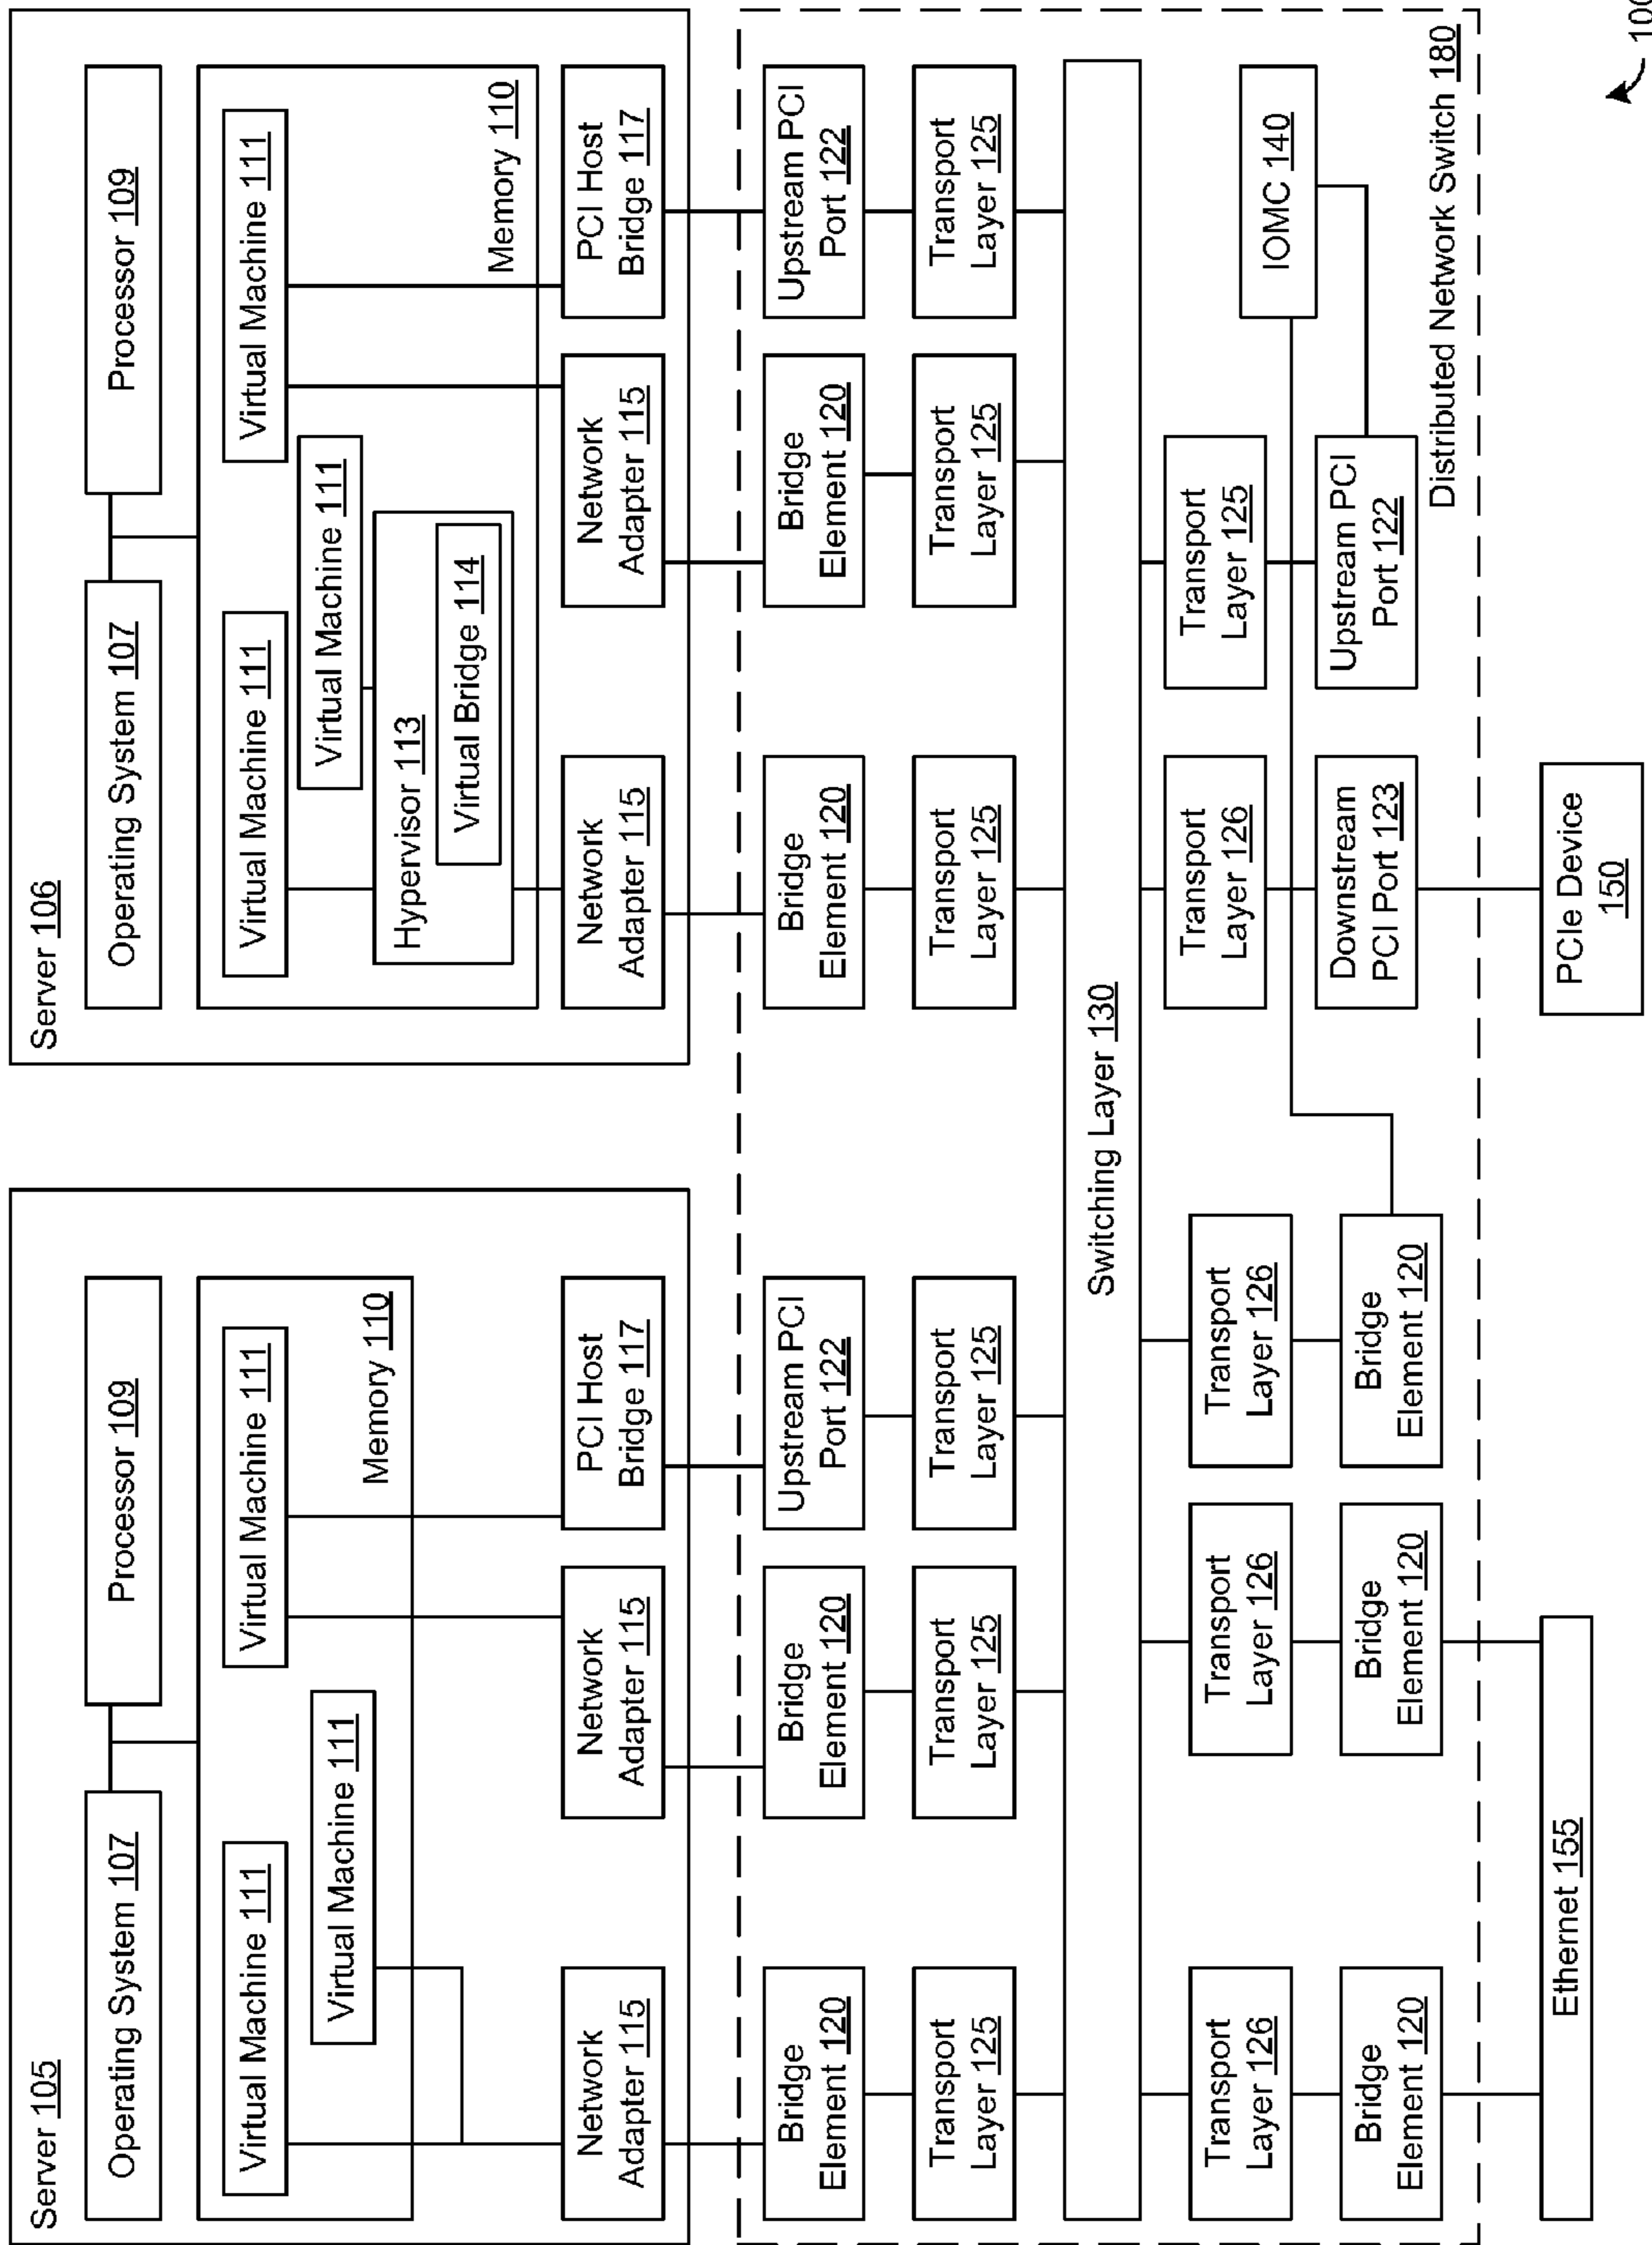 Server 105
Operating System 107
Processor 109
Virtual Machine 111
Virtual Machine 111
Virtual Machine 111
Memory 110
Network
Adapter 115
Network
Adapter 115
PCI Host
Bridge 117
Server 106
Operating System 107
Processor 109
Virtual Machine 111
Virtual Machine 111
Virtual Machine 111
Hypervisor 113
Virtual Bridge 114
Memory 110
Network
Adapter 115
Network
Adapter 115
PCI Host
Bridge 117
Bridge
Element 120
Bridge
Element 120
Upstream PCI
Port 122
Bridge
Element 120
Bridge
Element 120
Upstream PCI
Port 122
Transport
Layer 125
Transport
Layer 125
Transport
Layer 125
Transport
Layer 125
Transport
Layer 125
Transport
Layer 125
Switching Layer 130
Transport
Layer 126
Transport
Layer 126
Transport
Layer 126
Transport
Layer 126
Transport
Layer 125
IOMC 140
Bridge
Element 120
Bridge
Element 120
Bridge
Element 120
Downstream
PCI Port 123
Upstream PCI
Port 122
Distributed Network Switch 180
Ethernet 155
PCIe Device
150
100